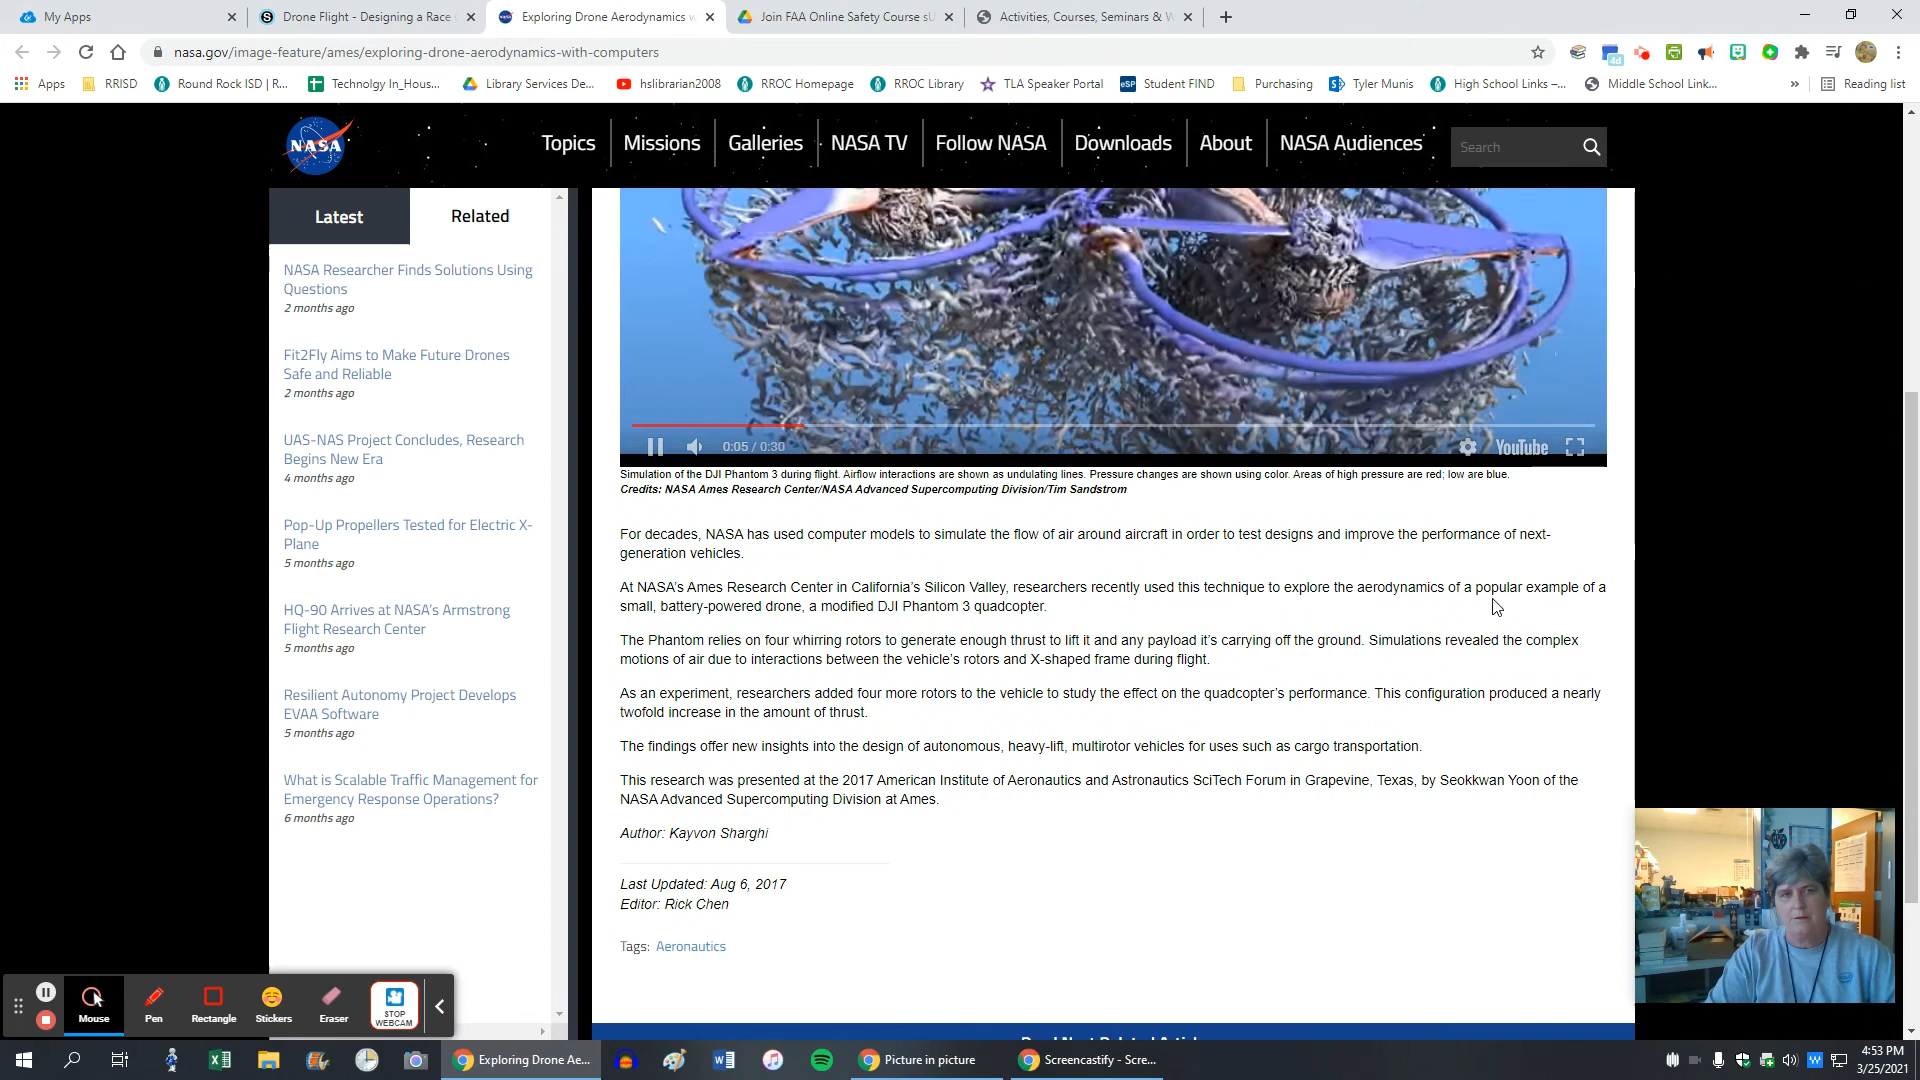 My Apps
Drone Flight - Designing a Race
Exploring Drone Aerodynamics w
Join FAA Online Safety Course sU
Activities, Courses, Seminars & W
nasa.gov/image-feature/ames/exploring-drone-aerodynamics-with-computers
4d
Apps
RRISD
Round Rock ISD | R...
Technolgy In_Hous...
Library Services De...
hslibrarian2008
RROC Homepage
RROC Library
TLA Speaker Portal
eSP
Student FIND
Purchasing
Tyler Munis
High School Links –...
Middle School Link...
»
Reading list
NASA
Topics
Missions
Galleries
NASA TV
Follow NASA
Downloads
About
NASA Audiences
Search
Latest
Related
NASA Researcher Finds Solutions Using
Questions
2 months ago
Fit2Fly Aims to Make Future Drones
Safe and Reliable
2 months ago
UAS-NAS Project Concludes, Research
Begins New Era
4 months ago
Pop-Up Propellers Tested for Electric X-
Plane
5 months ago
HQ-90 Arrives at NASA's Armstrong
Flight Research Center
5 months ago
Resilient Autonomy Project Develops
EVAA Software
5 months ago
What is Scalable Traffic Management for
Emergency Response Operations?
6 months ago
0:05 / 0:30
YouTube
Simulation of the DJI Phantom 3 during flight. Airflow interactions are shown as undulating lines. Pressure changes are shown using color. Areas of high pressure are red; low are blue.
Credits: NASA Ames Research Center/NASA Advanced Supercomputing Division/Tim Sandstrom
For decades, NASA has used computer models to simulate the flow of air around aircraft in order to test designs and improve the performance of next-
generation vehicles.
At NASA's Ames Research Center in California's Silicon Valley, researchers recently used this technique to explore the aerodynamics of a popular example of a
small, battery-powered drone, a modified DJI Phantom 3 quadcopter.
The Phantom relies on four whirring rotors to generate enough thrust to lift it and any payload it's carrying off the ground. Simulations revealed the complex
motions of air due to interactions between the vehicle's rotors and X-shaped frame during flight.
As an experiment, researchers added four more rotors to the vehicle to study the effect on the quadcopter's performance. This configuration produced a nearly
twofold increase in the amount of thrust.
The findings offer new insights into the design of autonomous, heavy-lift, multirotor vehicles for uses such as cargo transportation.
This research was presented at the 2017 American Institute of Aeronautics and Astronautics SciTech Forum in Grapevine, Texas, by Seokkwan Yoon of the
NASA Advanced Supercomputing Division at Ames.
Author: Kayvon Sharghi
Last Updated: Aug 6, 2017
Editor: Rick Chen
Tags: Aeronautics
Mouse
Pen
Rectangle
Stickers
Eraser
STOP
WEBCAM
Exploring Drone Ae...
Picture in picture
Screencastify - Scre...
4:53 PM
3/25/2021